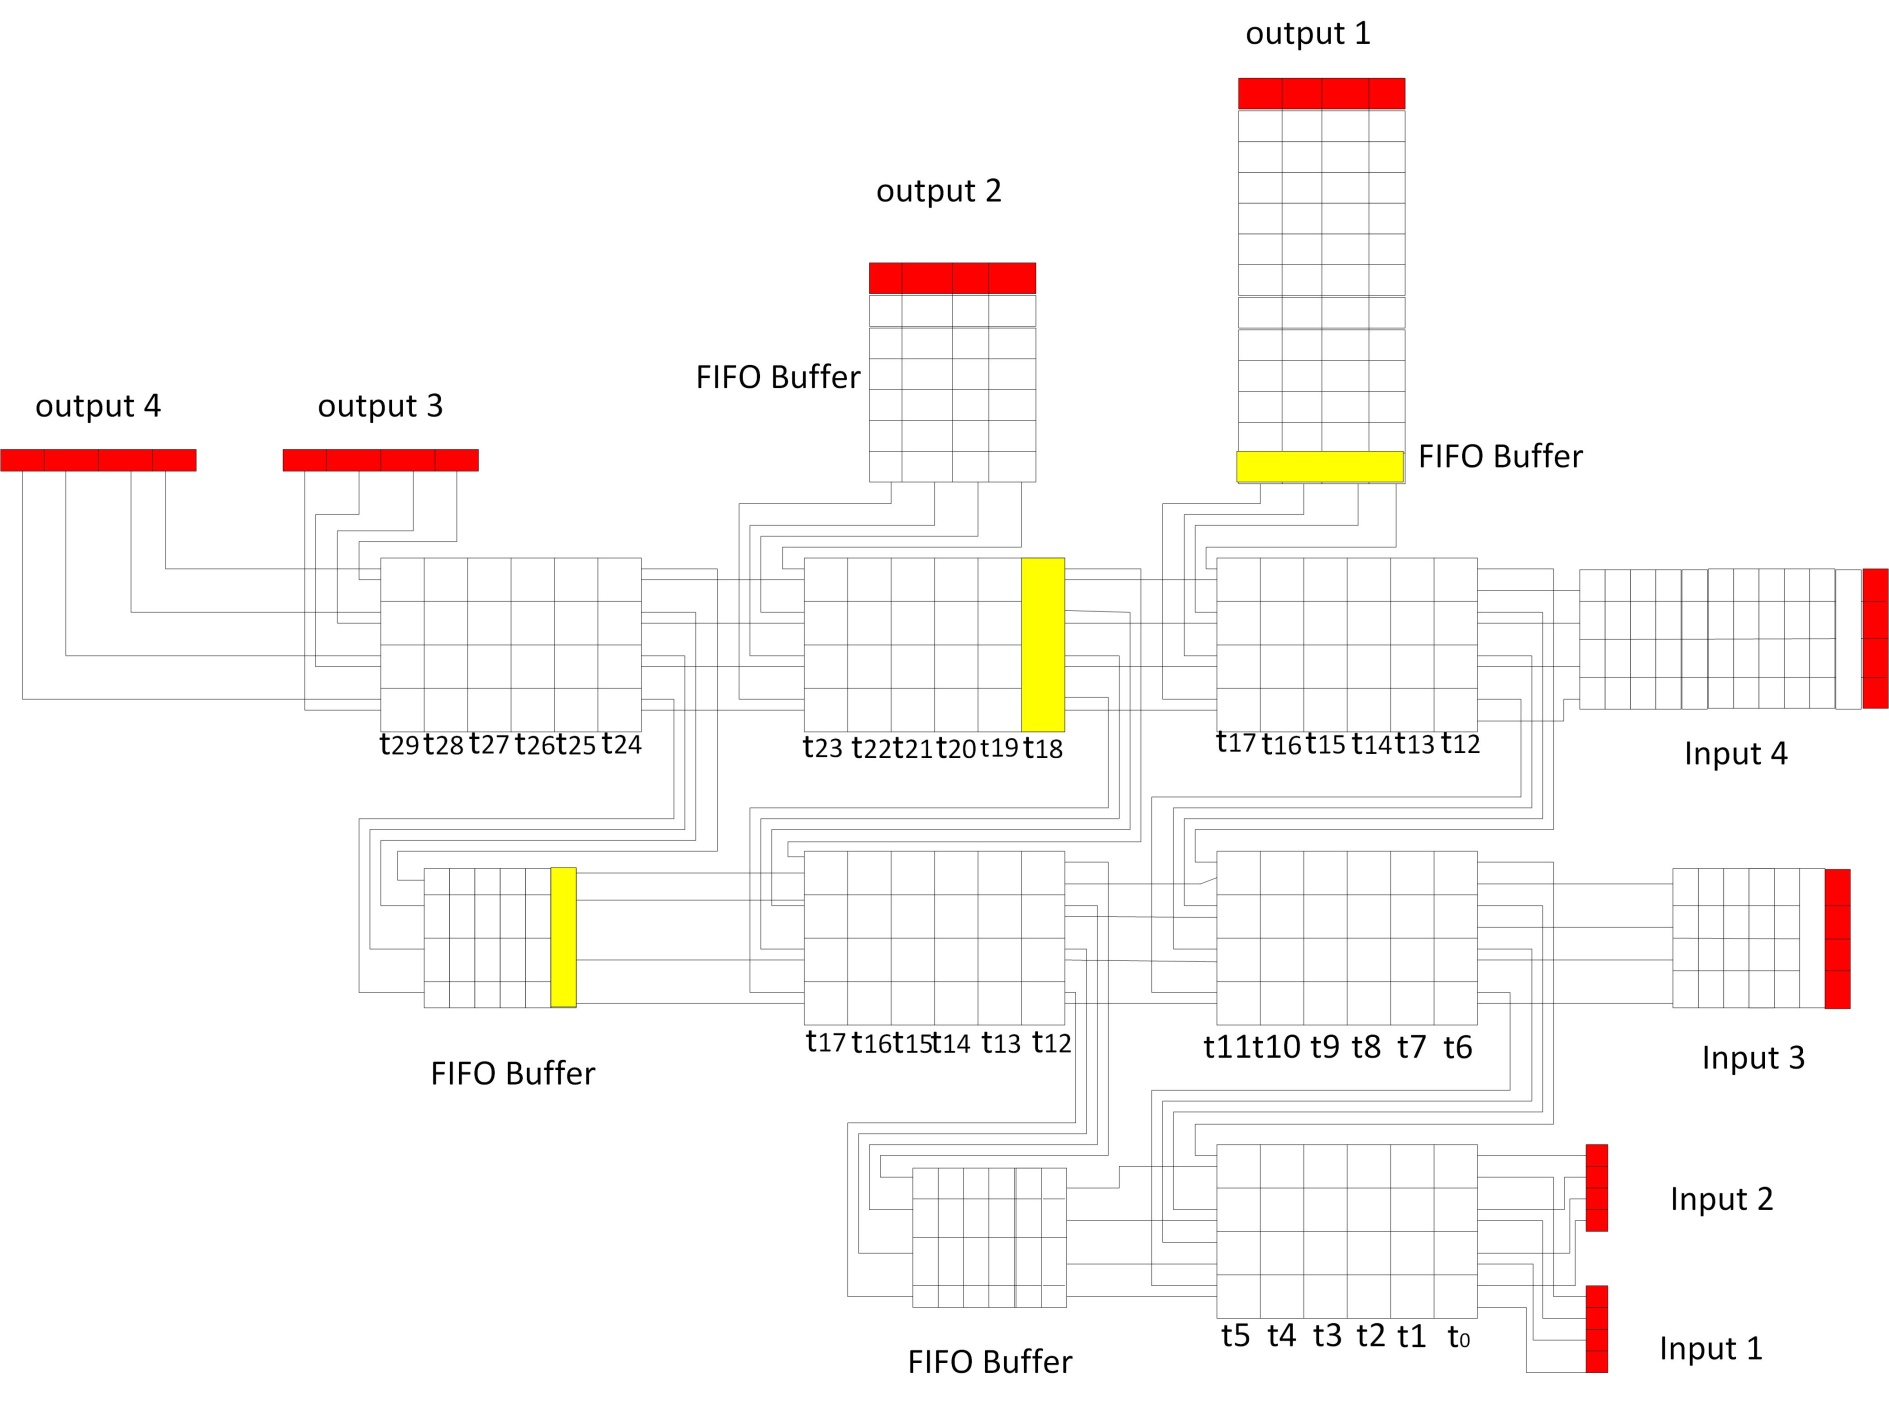 output 1
output 2
FIFO Buffer
output 4
output 3
FIFO Buffer
t29 t28 t27 t26 t25 t24
t23 t22 t21 t20 t19 t18
t17 t16 t15 t14 t13 t12
Input 4
t17 t16 t15 t14 t13 t12
t11 t10 t9 t8 t7 t6
Input 3
FIFO Buffer
Input 2
t5 t4 t3 t2 t1 t0
Input 1
FIFO Buffer